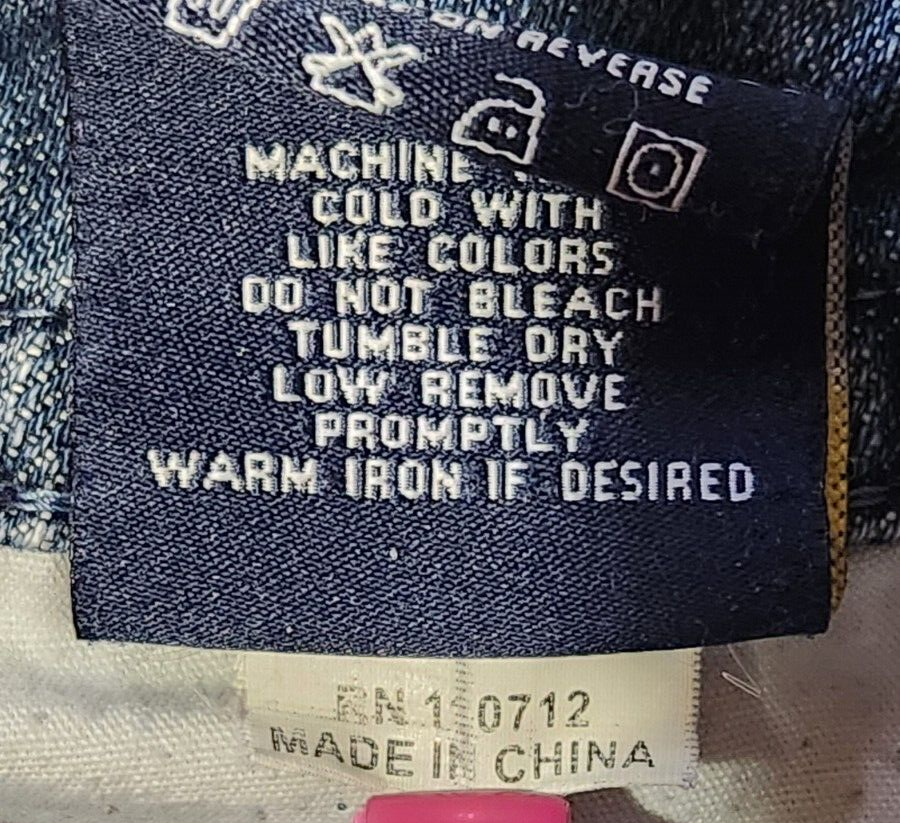 REVERSE
MACHINE
COLD WITH
LIKE COLORS
DO NOT BLEACH
TUMBLE DRY
LOW REMOVE
PROMPTLY
WARM IRON IF DESIRED
RN
MADE IN CHINA